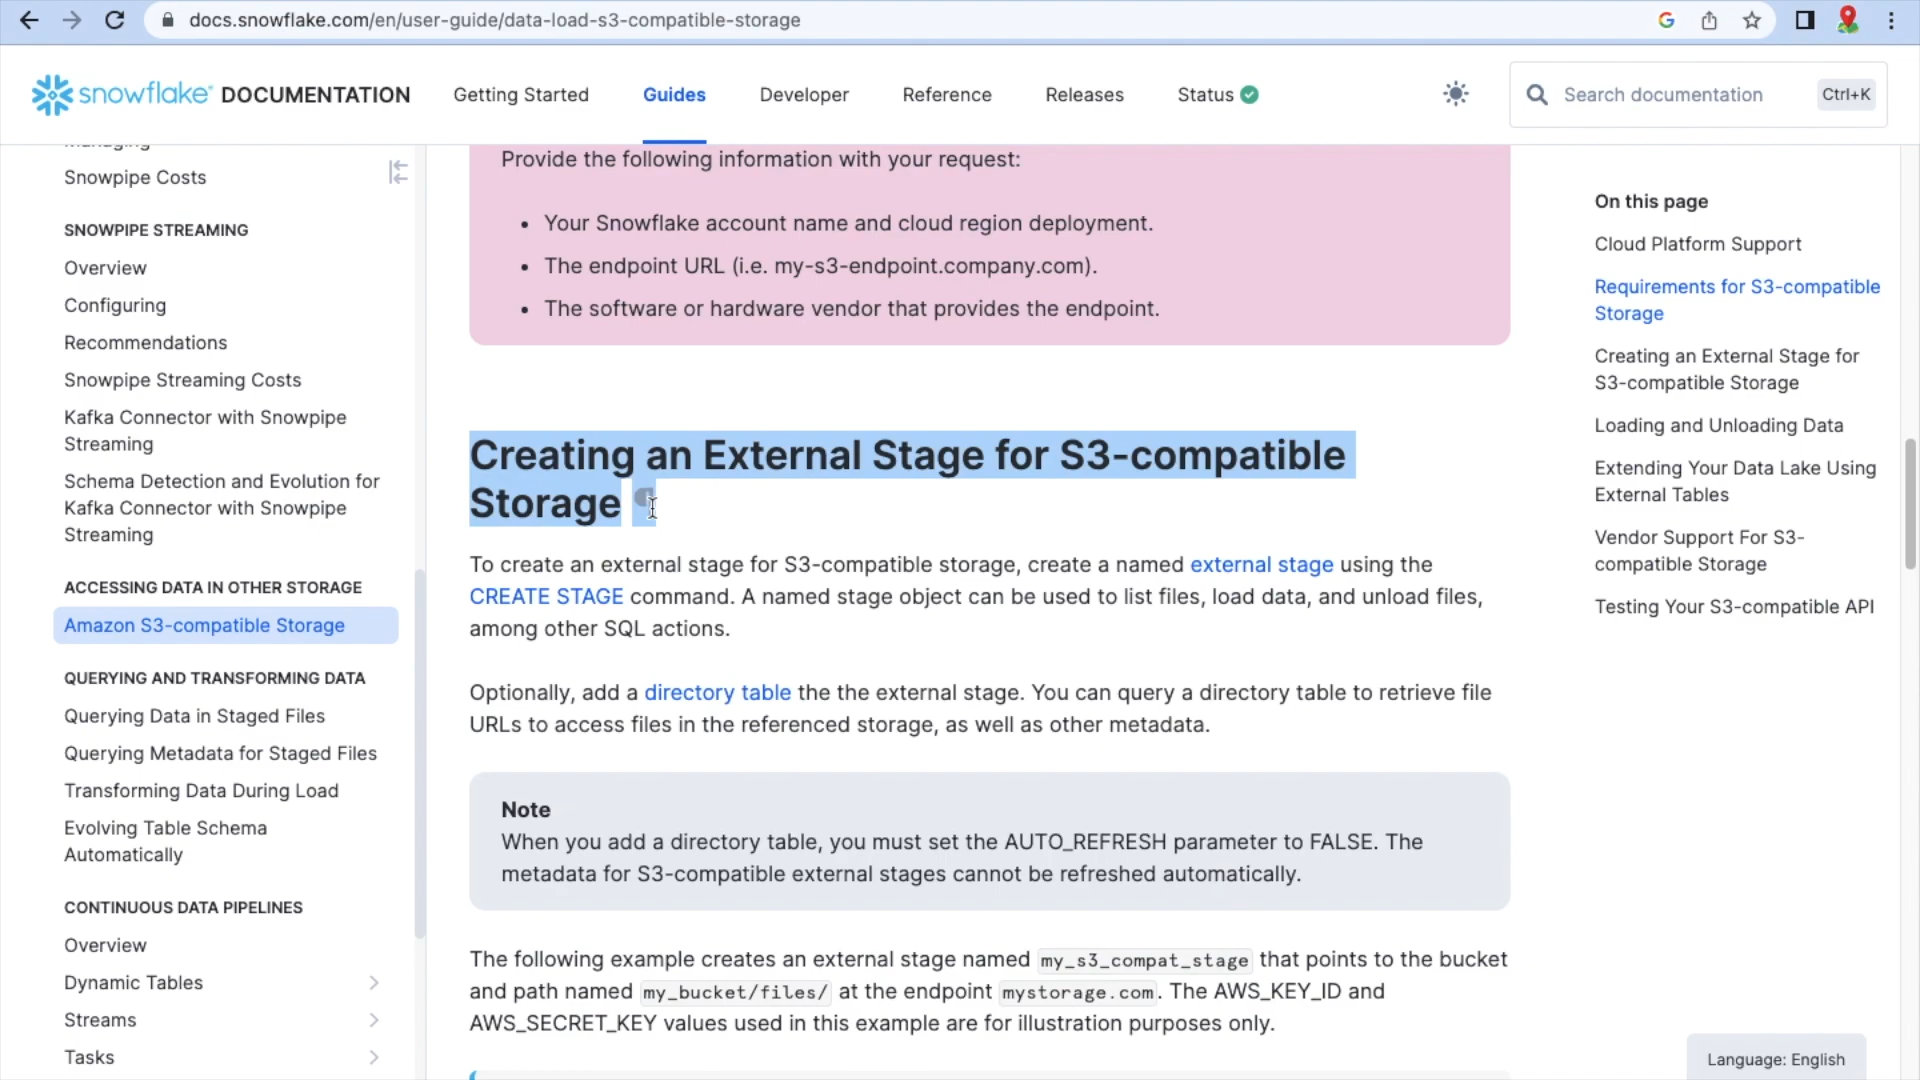 docs.snowflake.com/en/user-guide/data-load-s3-compatible-storage
snowflake® DOCUMENTATION
Getting Started
Guides
Developer
Reference
Releases
Status
Search documentation
Ctrl+K
Managing
Snowpipe Costs
SNOWPIPE STREAMING
Overview
Configuring
Recommendations
Snowpipe Streaming Costs
Kafka Connector with Snowpipe
Streaming
Schema Detection and Evolution for
Kafka Connector with Snowpipe
Streaming
ACCESSING DATA IN OTHER STORAGE
Amazon S3-compatible Storage
QUERYING AND TRANSFORMING DATA
Querying Data in Staged Files
Querying Metadata for Staged Files
Transforming Data During Load
Evolving Table Schema
Automatically
CONTINUOUS DATA PIPELINES
Overview
Dynamic Tables
Streams
Tasks
Provide the following information with your request:
• Your Snowflake account name and cloud region deployment.
• The endpoint URL (i.e. my-s3-endpoint.company.com).
• The software or hardware vendor that provides the endpoint.
Creating an External Stage for S3-compatible
Storage ¶
To create an external stage for S3-compatible storage, create a named external stage using the
CREATE STAGE command. A named stage object can be used to list files, load data, and unload files,
among other SQL actions.
Optionally, add a directory table the the external stage. You can query a directory table to retrieve file
URLs to access files in the referenced storage, as well as other metadata.
Note
When you add a directory table, you must set the AUTO_REFRESH parameter to FALSE. The
metadata for S3-compatible external stages cannot be refreshed automatically.
The following example creates an external stage named my_s3_compat_stage that points to the bucket
and path named my_bucket/files/ at the endpoint mystorage.com. The AWS_KEY_ID and
AWS_SECRET_KEY values used in this example are for illustration purposes only.
On this page
Cloud Platform Support
Requirements for S3-compatible
Storage
Creating an External Stage for
S3-compatible Storage
Loading and Unloading Data
Extending Your Data Lake Using
External Tables
Vendor Support For S3-
compatible Storage
Testing Your S3-compatible API
Language: English